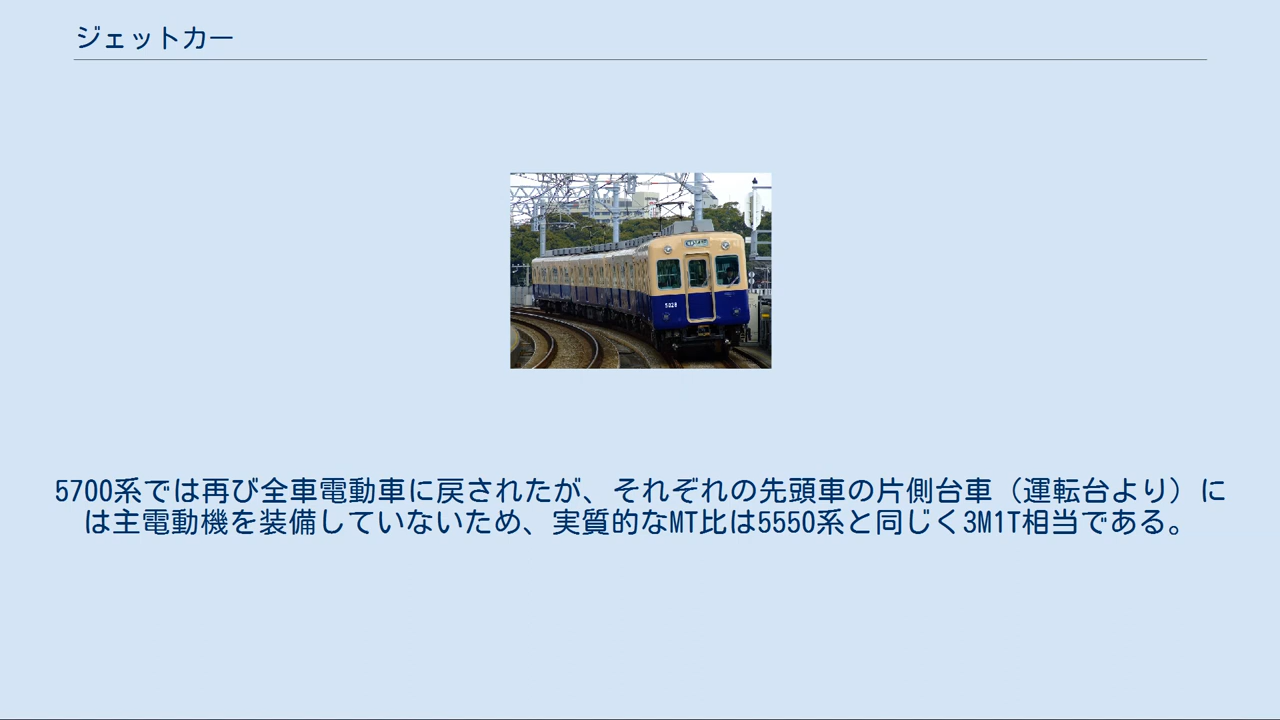 ジェットカー
5028
5700系では再び全車電動車に戻されたが、それぞれの先頭車の片側台車（運転台より）に
は主電動機を装備していないため、実質的なMT比は5550系と同じく3M1T相当である。